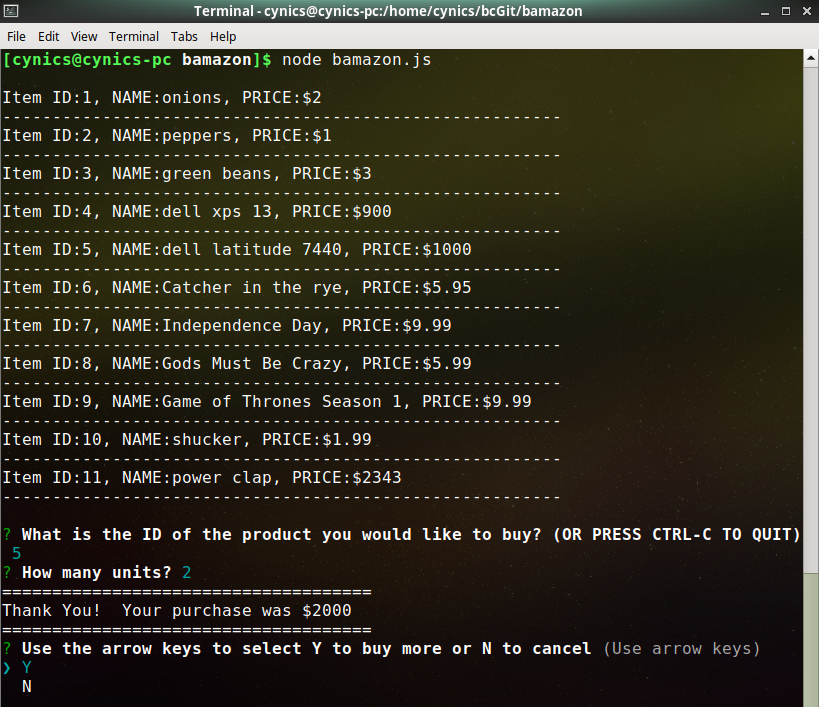 Terminal - cynics@cynics-pc:/home/cynics/bcGit/bamazon
File Edit View Terminal Tabs Help
[cynics@cynics-pc bamazon]$ node bamazon.js
Item ID:1, NAME:onions, PRICE:$2
--------------------------------------------------------
Item ID:2, NAME:peppers, PRICE:$1
--------------------------------------------------------
Item ID:3, NAME:green beans, PRICE:$3
--------------------------------------------------------
Item ID:4, NAME:dell xps 13, PRICE:$900
--------------------------------------------------------
Item ID:5, NAME:dell latitude 7440, PRICE:$1000
--------------------------------------------------------
Item ID:6, NAME:Catcher in the rye, PRICE:$5.95
--------------------------------------------------------
Item ID:7, NAME:Independence Day, PRICE:$9.99
--------------------------------------------------------
Item ID:8, NAME:Gods Must Be Crazy, PRICE:$5.99
--------------------------------------------------------
Item ID:9, NAME:Game of Thrones Season 1, PRICE:$9.99
--------------------------------------------------------
Item ID:10, NAME:shucker, PRICE:$1.99
--------------------------------------------------------
Item ID:11, NAME:power clap, PRICE:$2343
--------------------------------------------------------
? What is the ID of the product you would like to buy? (OR PRESS CTRL-C TO QUIT)
5
? How many units? 2
=====================================
Thank You!  Your purchase was $2000
=====================================
? Use the arrow keys to select Y to buy more or N to cancel (Use arrow keys)
❯ Y
N